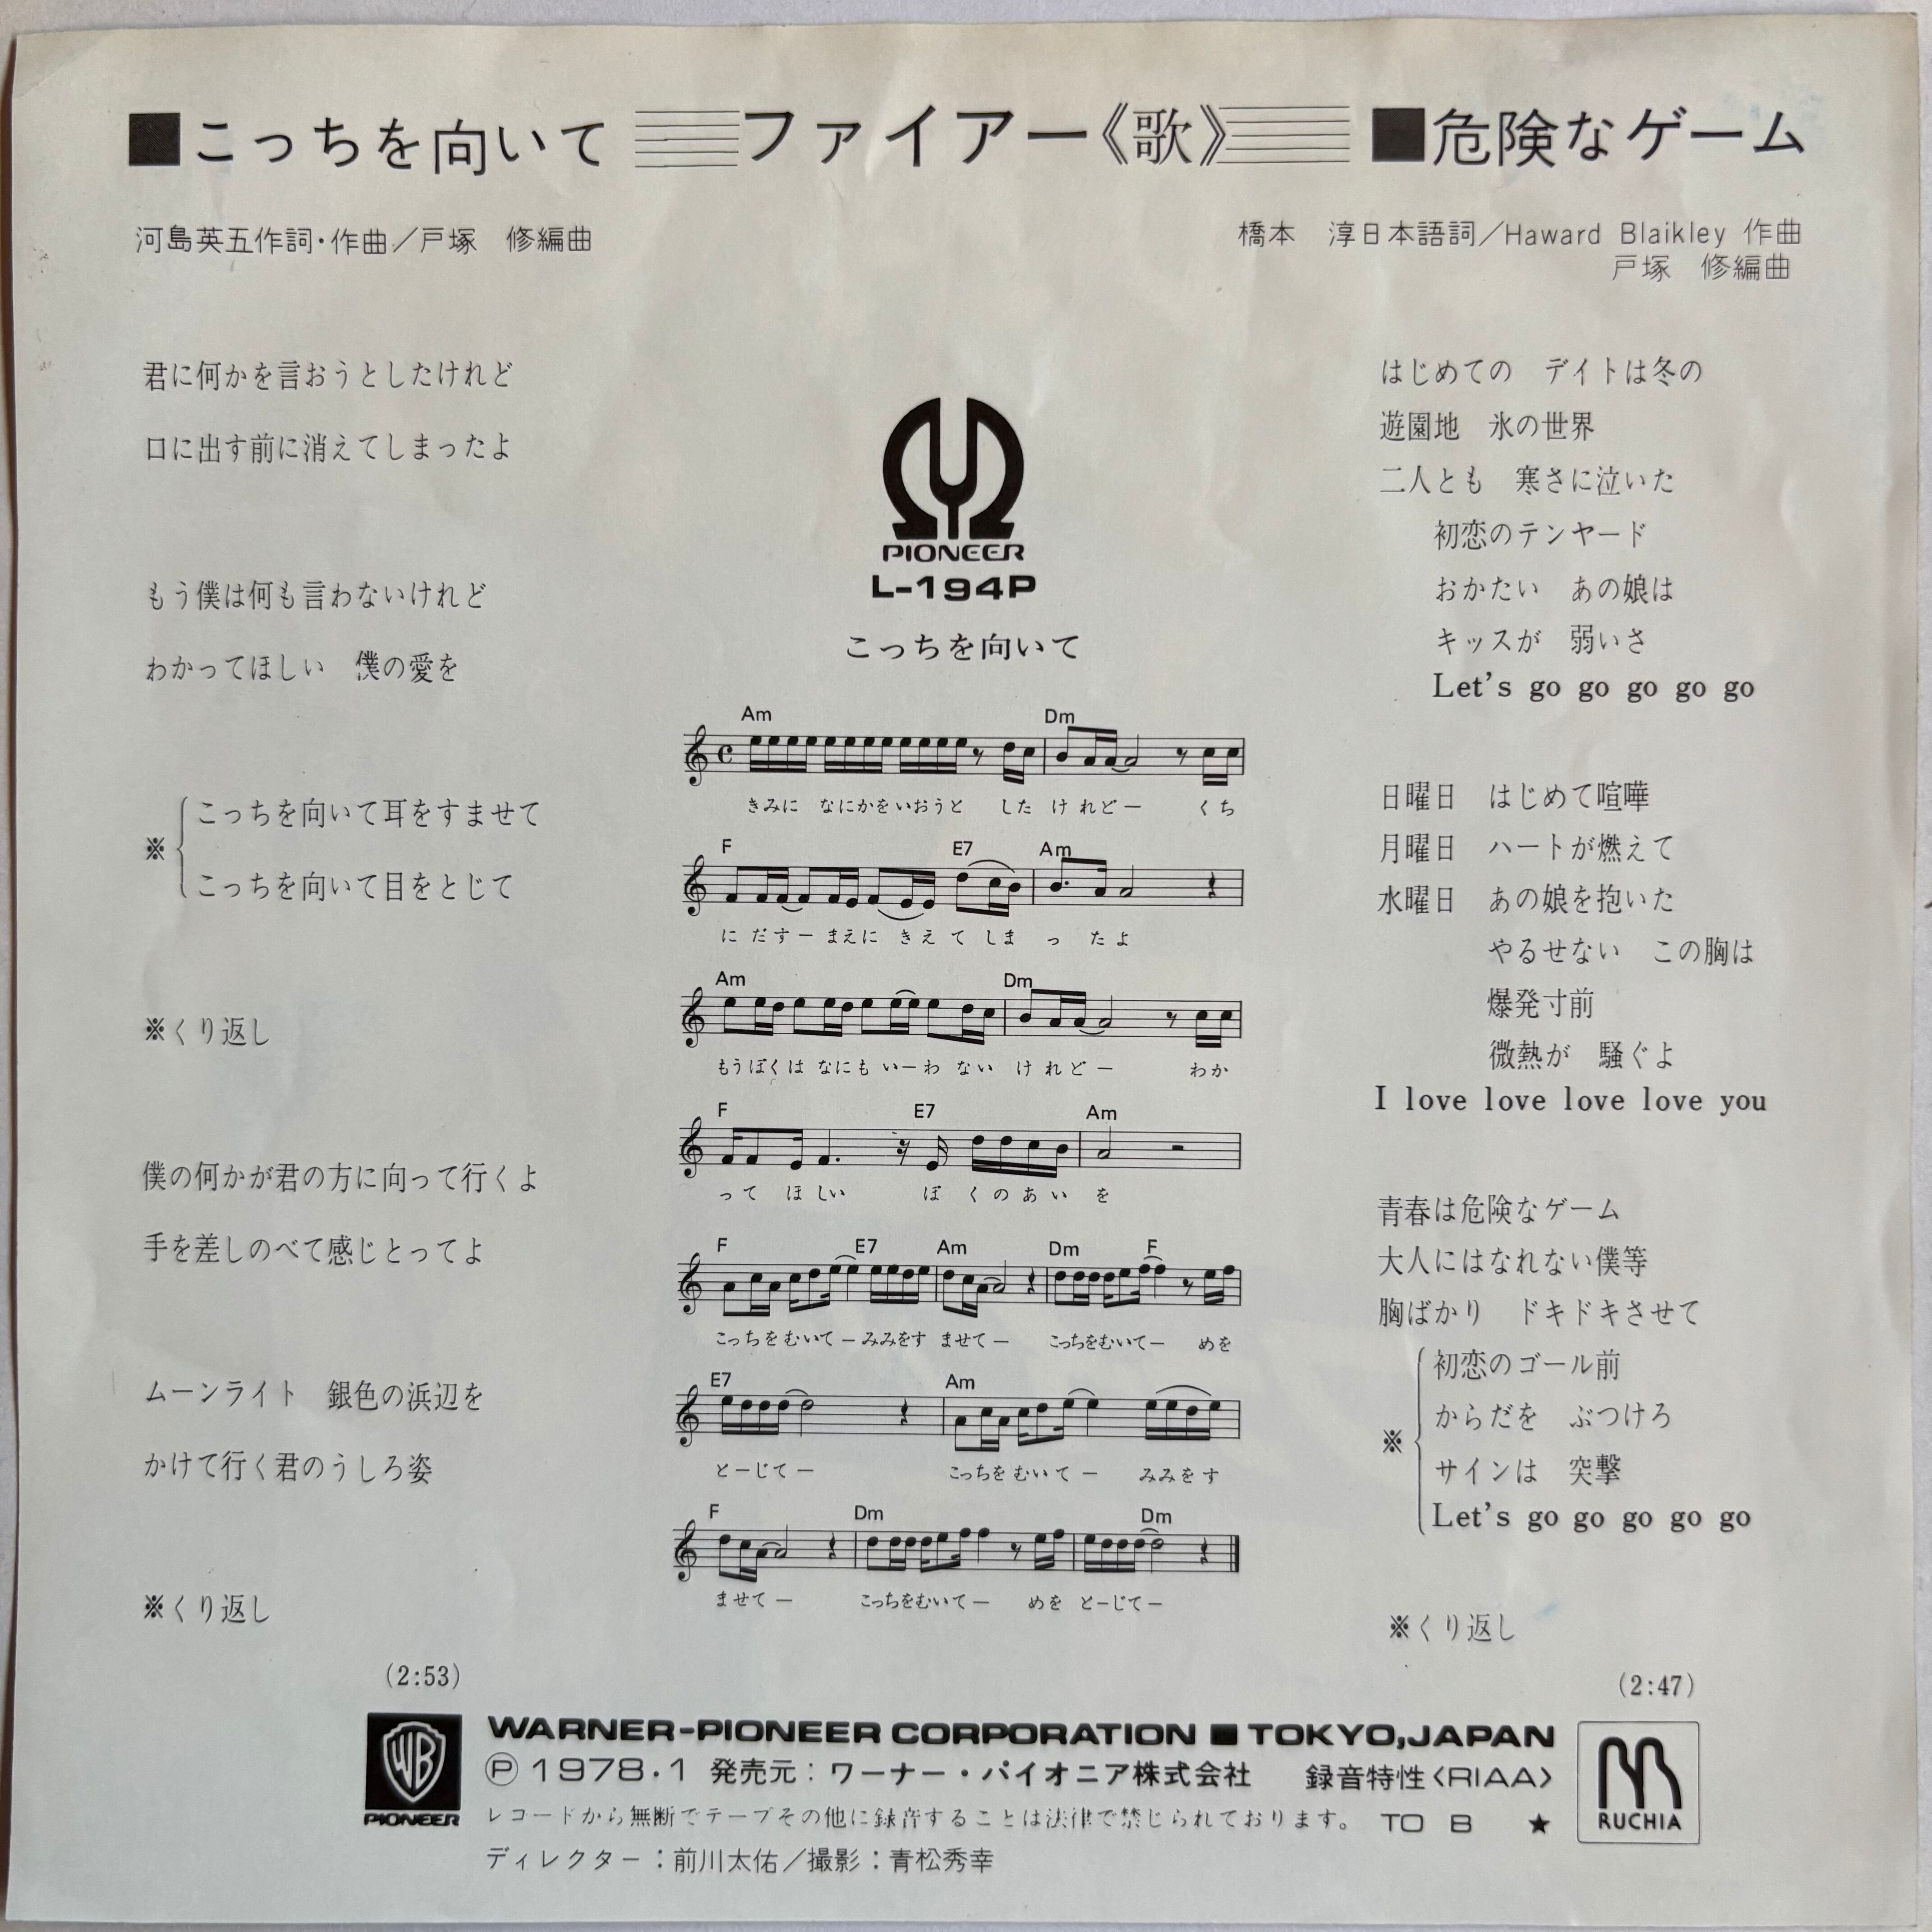 ■こっちを向いて ファイアー《歌》 ■危険なゲーム
河島英五作詞・作曲／戸塚　修編曲
橋本　淳日本語詞／Haward Blaikley 作曲
戸塚　修編曲
君に何かを言おうとしたけれど
口に出す前に消えてしまったよ
もう僕は何も言わないけれど
わかってほしい　僕の愛を
※
こっちを向いて耳をすませて
こっちを向いて目をとじて
※くり返し
僕の何かが君の方に向って行くよ
手を差しのべて感じとってよ
ムーンライト　銀色の浜辺を
かけて行く君のうしろ姿
※くり返し
(2:53)
PIONEER
L-194P
こっちを向いて
Am Dm
きみに なにかをいおうと した けれどー くち
F E7 Am
に だすー まえに きえ て しま っ たよ
Am Dm
もうぼくは なにも いーわ ない けれどー わか
F E7 Am
って ほしい ぼ くのあい を
F E7 Am Dm F
こっちをむいてーみみをす ませてー こっちをむいてー めを
E7 Am
とーじてー こっちをむいてー みみをす
F Dm Dm
ませてー こっちをむいてー めを とーじてー
はじめての　デイトは冬の
遊園地　氷の世界
二人とも　寒さに泣いた
初恋のテンヤード
おかたい　あの娘は
キッスが　弱いさ
Let's go go go go go
日曜日　はじめて喧嘩
月曜日　ハートが燃えて
水曜日　あの娘を抱いた
やるせない　この胸は
爆発寸前
微熱が　騒ぐよ
I love love love love you
青春は危険なゲーム
大人にはなれない僕等
胸ばかり　ドキドキさせて
※
初恋のゴール前
からだを　ぶつけろ
サインは　突撃
Let's go go go go go
※くり返し
(2:47)
WB
PIONEER
WARNER-PIONEER CORPORATION ■ TOKYO,JAPAN
Ⓟ1978・1 発売元：ワーナー・パイオニア株式会社　録音特性〈RIAA〉
レコードから無断でテープその他に録音することは法律で禁じられております。 TO B ★
ディレクター：前川太佑／撮影：青松秀幸
RUCHIA